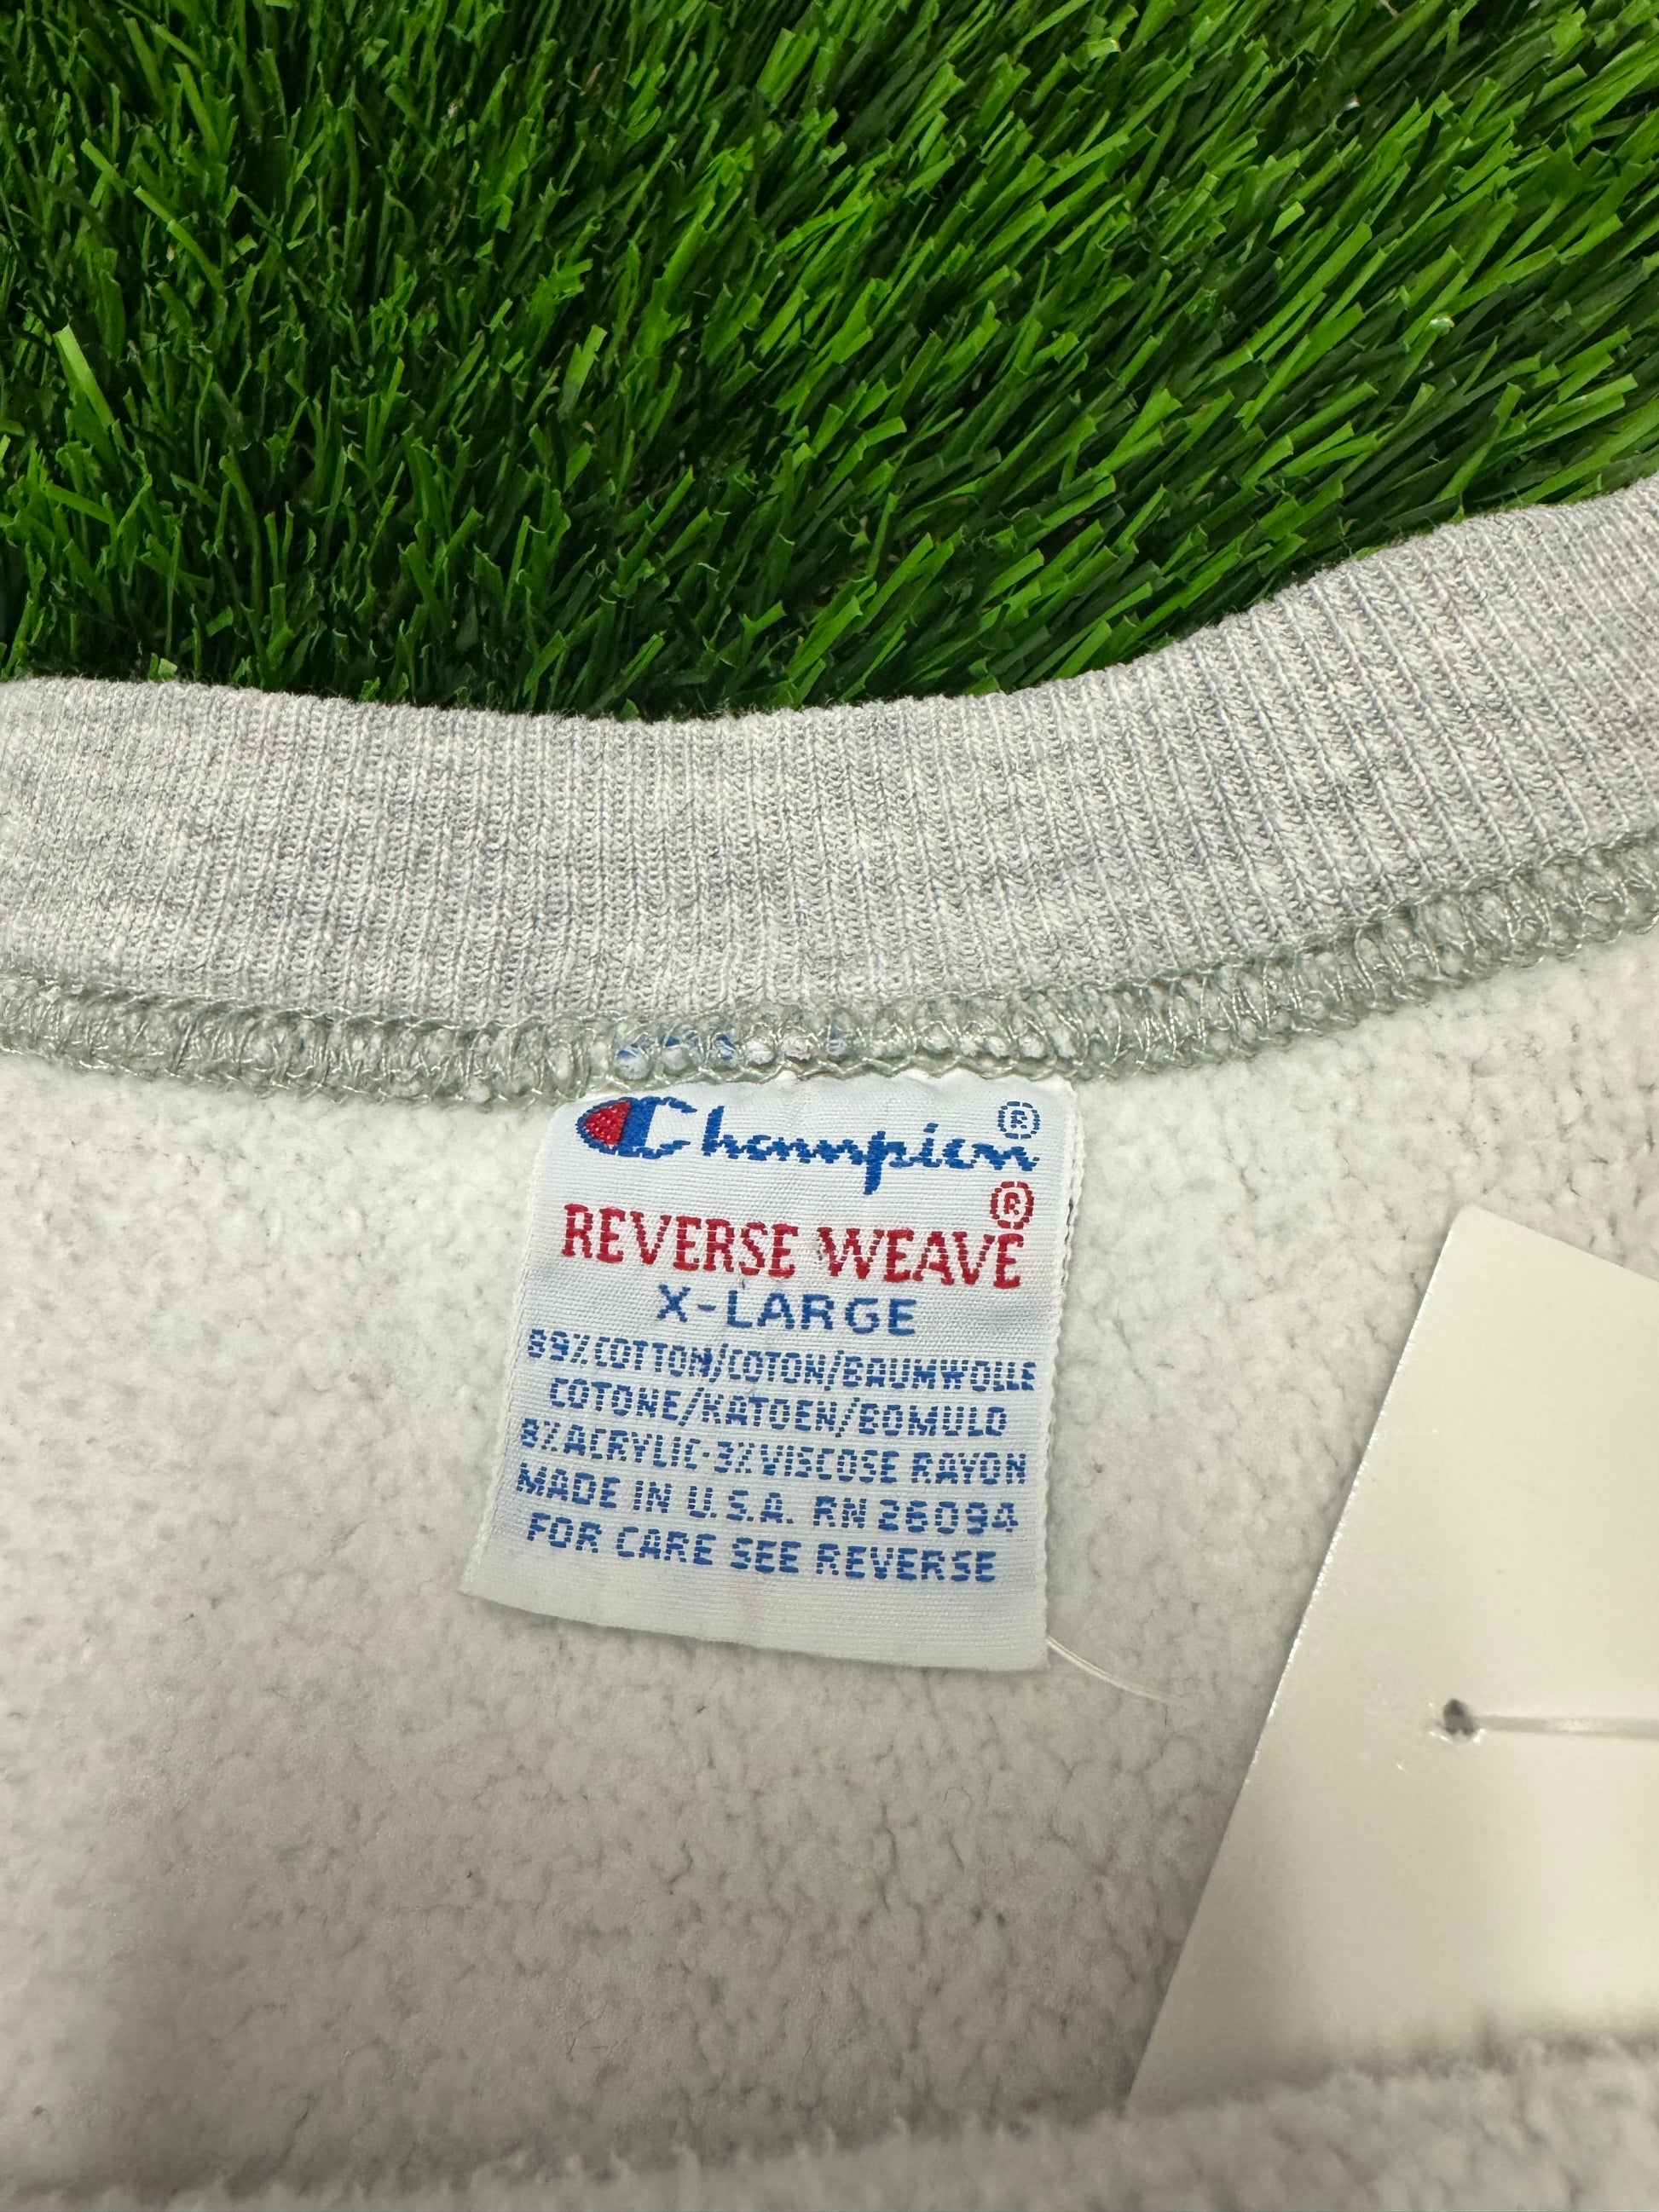 Champion®
REVERSE WEAVE®
X-LARGE
89%COTTON/COTON/BAUMWOLLE
COTONE/KATOEN/BOMULD
8%ACRYLIC-3%VISCOSE RAYON
MADE IN U.S.A. RN 26094
FOR CARE SEE REVERSE